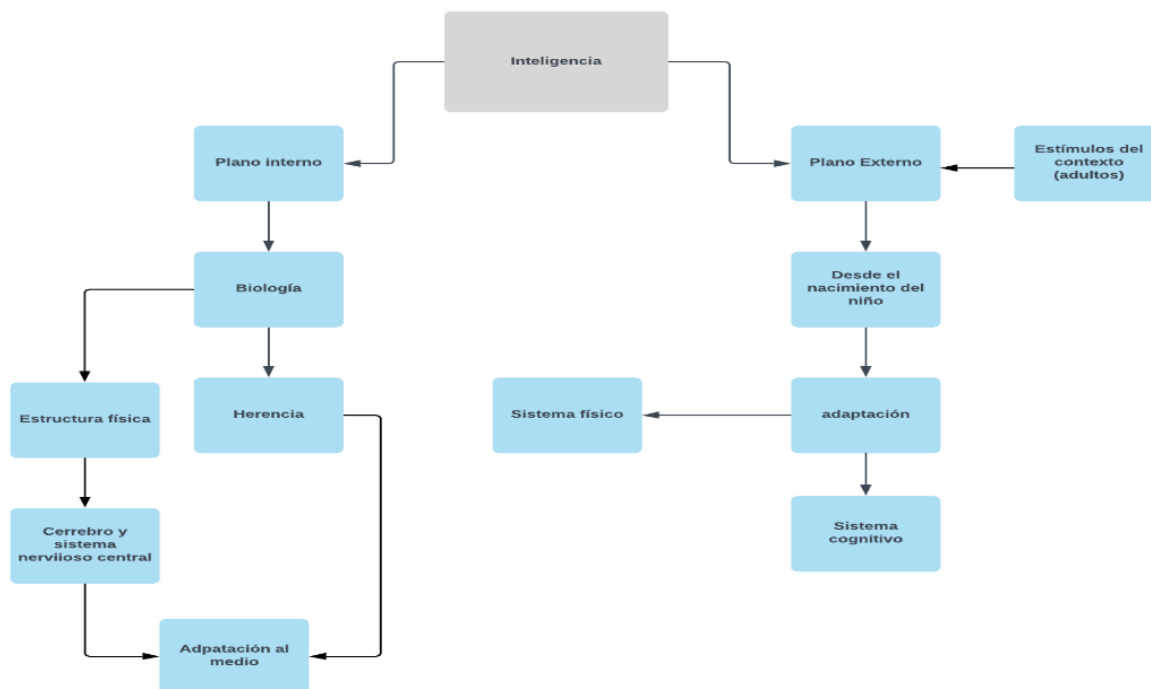 Inteligencia
Plano interno
Plano Externo
Estímulos del
contexto
(adultos)
Biología
Desde el
nacimiento del
niño
Estructura física
Herencia
Sistema físico
adaptación
Cerrebro y
sistema
nerviioso central
Sistema
cognitivo
Adpatación al
medio